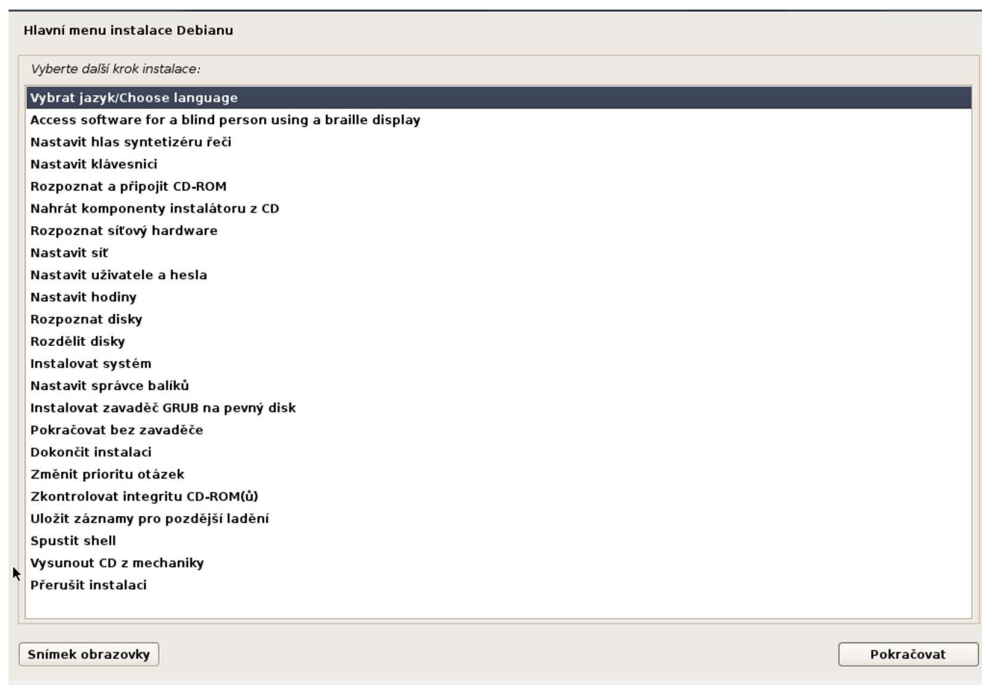 Hlavní menu instalace Debianu
Vyberte další krok instalace:
Vybrat jazyk/Choose language
Access software for a blind person using a braille display
Nastavit hlas syntetizéru řeči
Nastavit klávesnici
Rozpoznat a připojit CD-ROM
Nahrát komponenty instalátoru z CD
Rozpoznat síťový hardware
Nastavit síť
Nastavit uživatele a hesla
Nastavit hodiny
Rozpoznat disky
Rozdělit disky
Instalovat systém
Nastavit správce balíků
Instalovat zavaděč GRUB na pevný disk
Pokračovat bez zavaděče
Dokončit instalaci
Změnit prioritu otázek
Zkontrolovat integritu CD-ROM(ů)
Uložit záznamy pro pozdější ladění
Spustit shell
Vysunout CD z mechaniky
Přerušit instalaci
Snímek obrazovky
Pokračovat